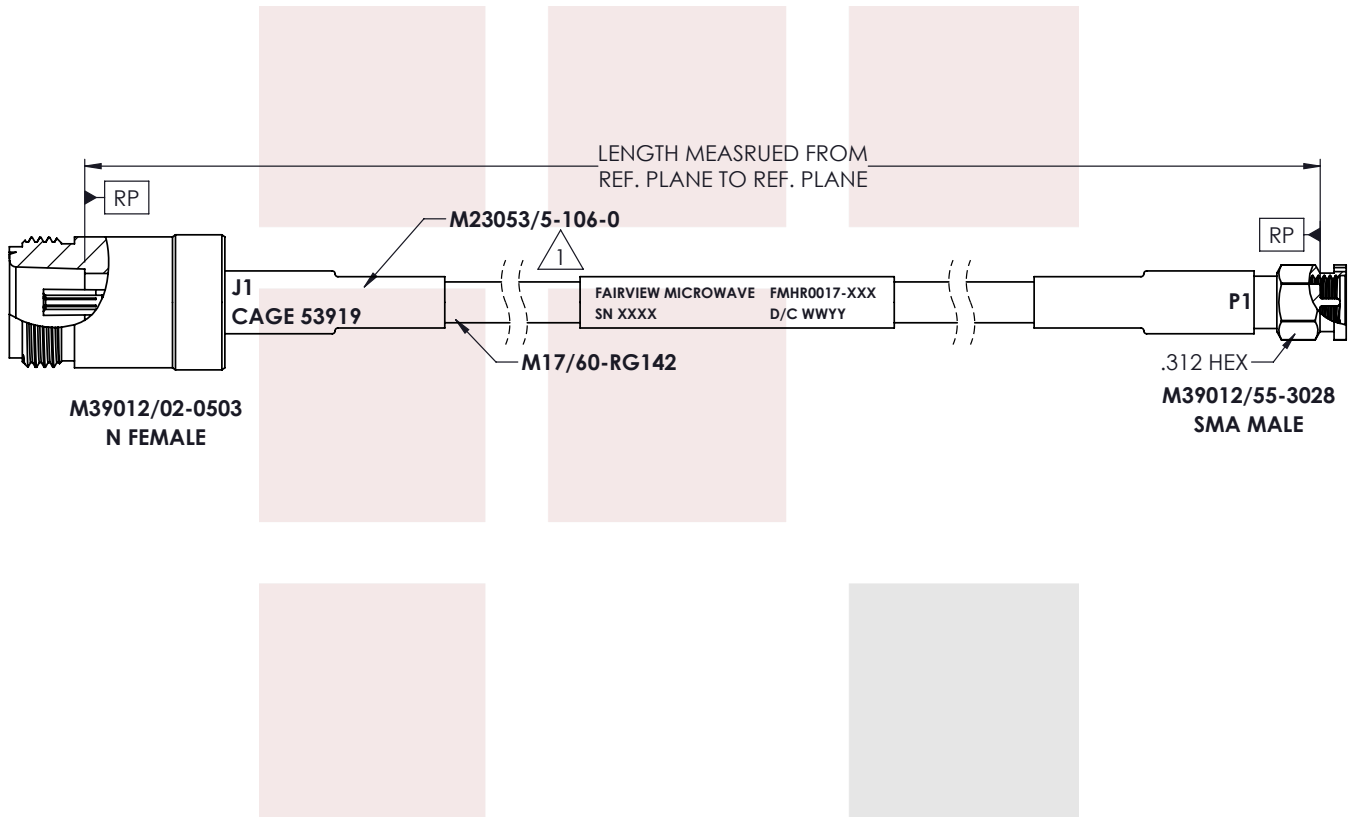 LENGTH MEASRUED FROM
REF. PLANE TO REF. PLANE
RP
RP
M23053/5-106-0
1
J1
CAGE 53919
FAIRVIEW MICROWAVE FMHR0017-XXX
SN XXXX D/C WWYY
P1
M17/60-RG142
.312 HEX
M39012/02-0503
N FEMALE
M39012/55-3028
SMA MALE